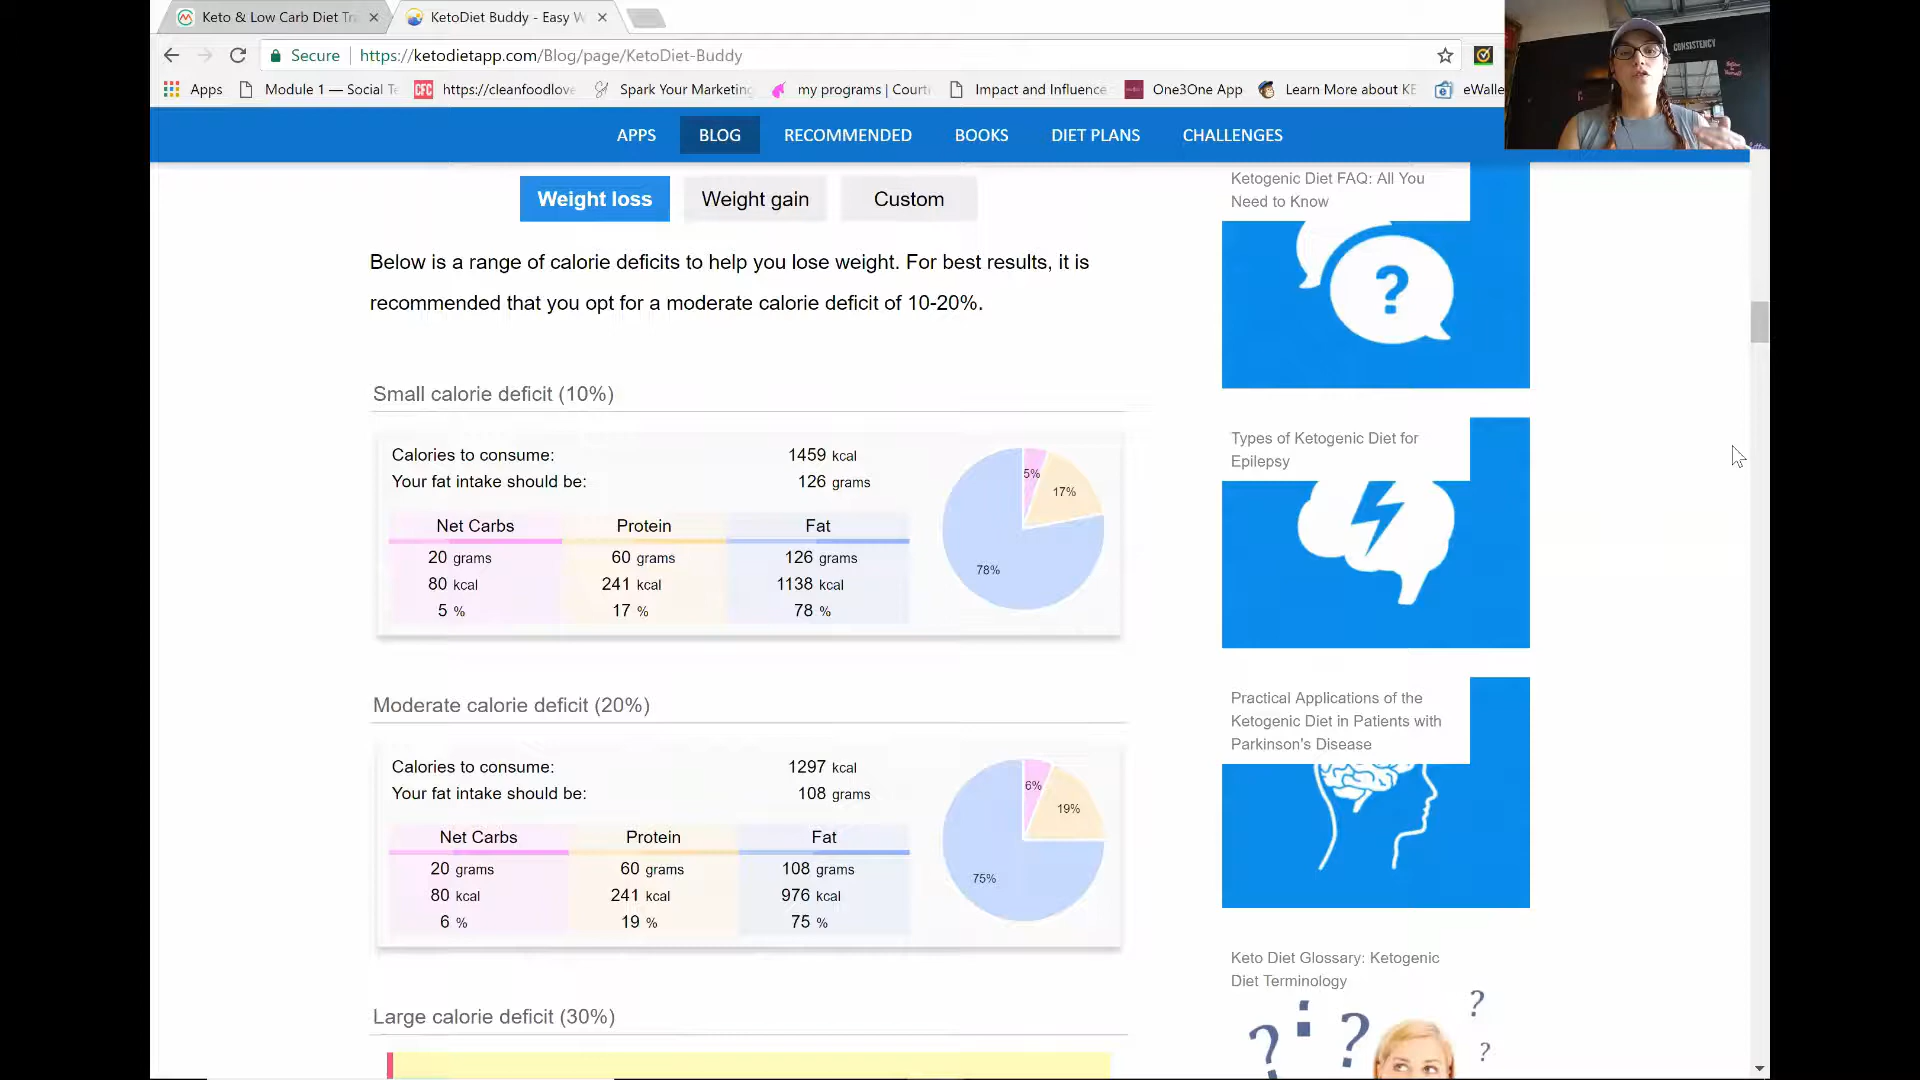 Keto & Low Carb Diet Tr
KetoDiet Buddy - Easy W
Secure
https://ketodietapp.com/Blog/page/KetoDiet-Buddy
Apps
Module 1 — Social Te
CFC
https://cleanfoodlove
Spark Your Marketing
my programs | Court
Impact and Influence
One3One App
Learn More about KE
eWalle
CONSISTENCY
APPS
BLOG
RECOMMENDED
BOOKS
DIET PLANS
CHALLENGES
Weight loss
Weight gain
Custom
Below is a range of calorie deficits to help you lose weight. For best results, it is
recommended that you opt for a moderate calorie deficit of 10-20%.
Small calorie deficit (10%)
Calories to consume: 1459 kcal
Your fat intake should be: 126 grams
Net Carbs Protein Fat
20 grams 60 grams 126 grams
80 kcal 241 kcal 1138 kcal
5 % 17 % 78 %
5%
17%
78%
Moderate calorie deficit (20%)
Calories to consume: 1297 kcal
Your fat intake should be: 108 grams
Net Carbs Protein Fat
20 grams 60 grams 108 grams
80 kcal 241 kcal 976 kcal
6 % 19 % 75 %
6%
19%
75%
Large calorie deficit (30%)
Ketogenic Diet FAQ: All You
Need to Know
?
Types of Ketogenic Diet for
Epilepsy
Practical Applications of the
Ketogenic Diet in Patients with
Parkinson's Disease
Keto Diet Glossary: Ketogenic
Diet Terminology
? ? ? ?